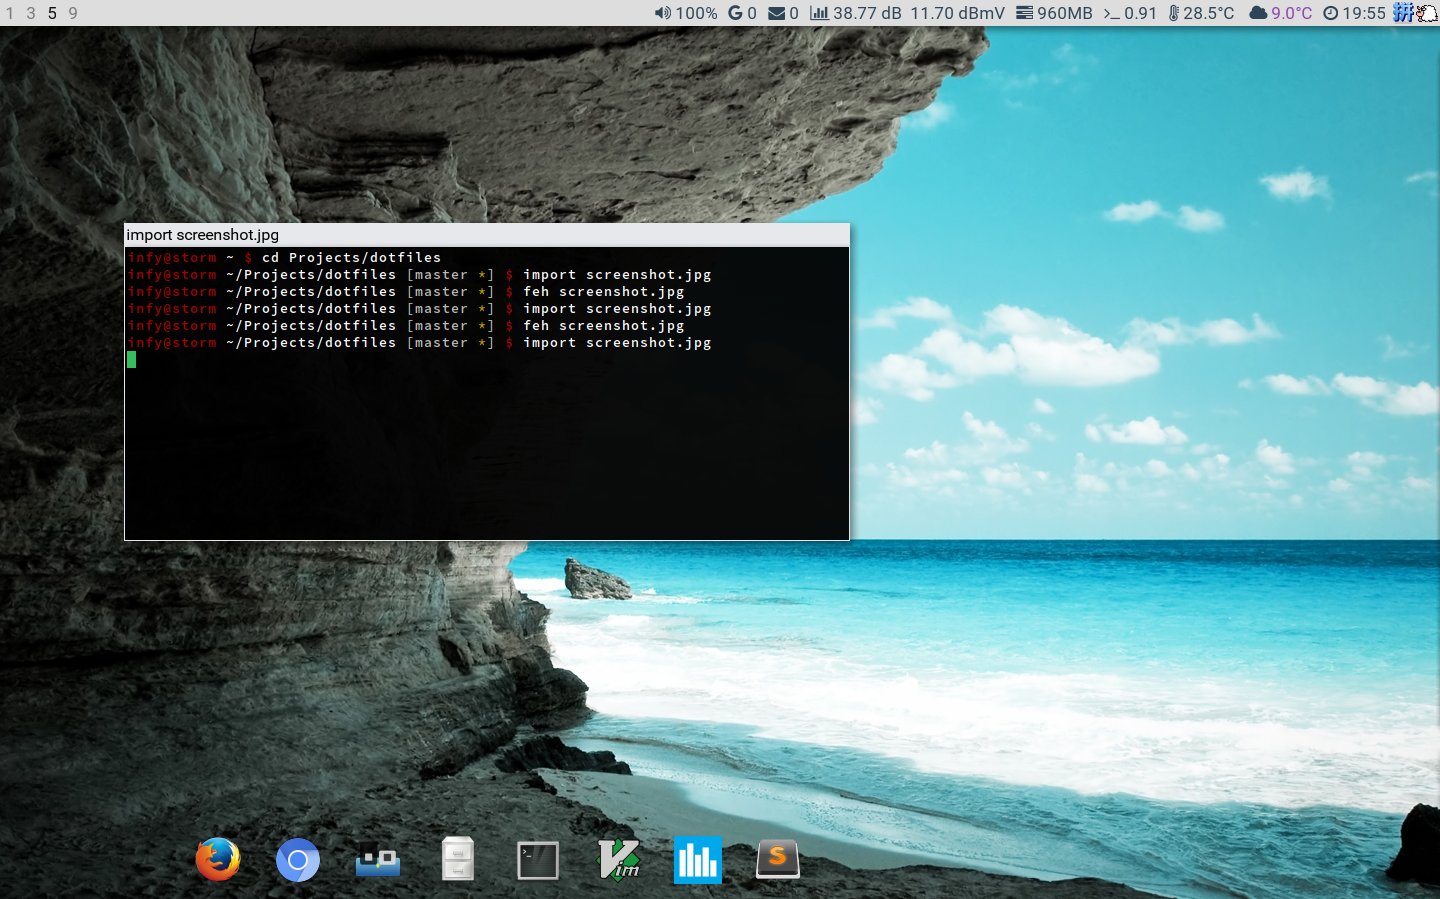 1 3 5 9 100% G 0 0 38.77 dB 11.70 dBmV 960MB >_ 0.91 28.5°C 9.0°C 19:55 拼
import screenshot.jpg
infy@storm ~ $ cd Projects/dotfiles
infy@storm ~/Projects/dotfiles [master *] $ import screenshot.jpg
infy@storm ~/Projects/dotfiles [master *] $ feh screenshot.jpg
infy@storm ~/Projects/dotfiles [master *] $ import screenshot.jpg
infy@storm ~/Projects/dotfiles [master *] $ feh screenshot.jpg
infy@storm ~/Projects/dotfiles [master *] $ import screenshot.jpg
>_ Vim S